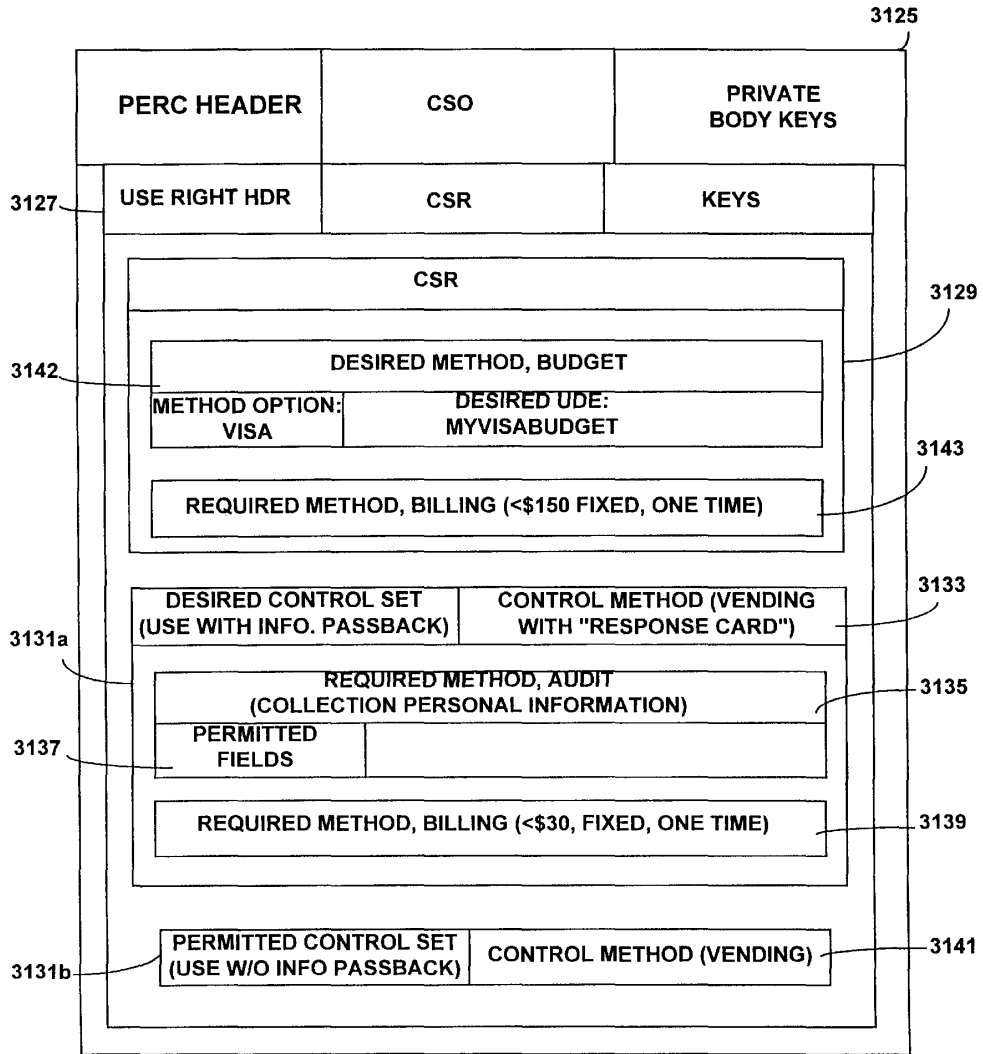 3125
PERC HEADER
CSO
PRIVATE
BODY KEYS
3127
USE RIGHT HDR
CSR
KEYS
CSR
3129
3142
DESIRED METHOD, BUDGET
METHOD OPTION:
VISA
DESIRED UDE:
MYVISABUDGET
3143
REQUIRED METHOD, BILLING (<$150 FIXED, ONE TIME)
3131a
DESIRED CONTROL SET
(USE WITH INFO. PASSBACK)
CONTROL METHOD (VENDING
WITH "RESPONSE CARD")
3133
REQUIRED METHOD, AUDIT
(COLLECTION PERSONAL INFORMATION)
3135
3137
PERMITTED
FIELDS
REQUIRED METHOD, BILLING (<$30, FIXED, ONE TIME)
3139
3131b
PERMITTED CONTROL SET
(USE W/O INFO PASSBACK)
CONTROL METHOD (VENDING)
3141